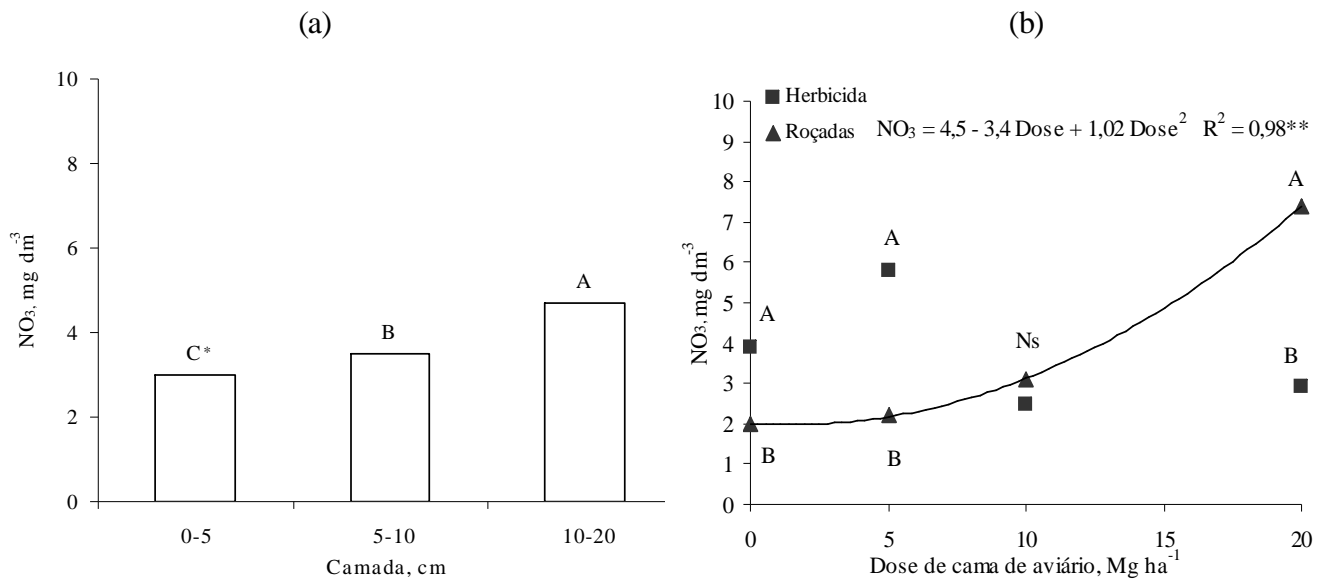 (a)
10
8
6
4
2
0
NO3, mg dm-3
C*
B
A
0-5
5-10
10-20
Camada, cm
(b)
Herbicida
Roçadas
NO3 = 4,5 - 3,4 Dose + 1,02 Dose2 R2 = 0,98**
10
9
8
7
6
5
4
3
2
1
0
NO3, mg dm-3
A
B
A
B
Ns
A
B
0
5
10
15
20
Dose de cama de aviário, Mg ha-1